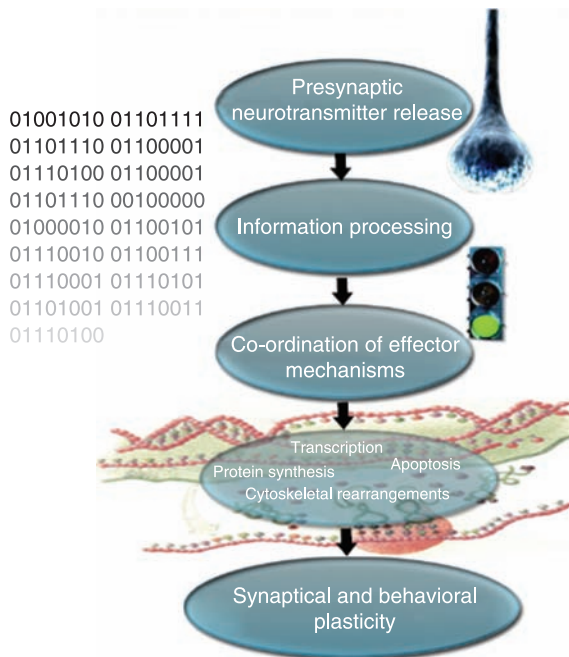 Presynaptic
neurotransmitter release
01001010 01101111
01101110 01100001
01110100 01100001
01101110 00100000
01000010 01100101
01110010 01100111
01110001 01110101
01101001 01110011
01110100
Information processing
Co-ordination of effector
mechanisms
Transcription
Protein synthesis
Apoptosis
Cytoskeletal rearrangements
Synaptical and behavioral
plasticity